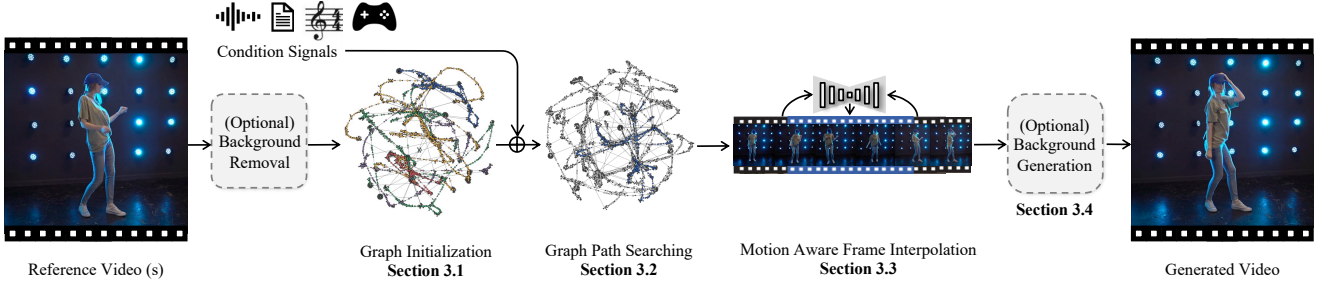 Condition Signals
(Optional)
Background
Removal
(Optional)
Background
Generation
Section 3.4
Reference Video (s)
Graph Initialization
Section 3.1
Graph Path Searching
Section 3.2
Motion Aware Frame Interpolation
Section 3.3
Generated Video